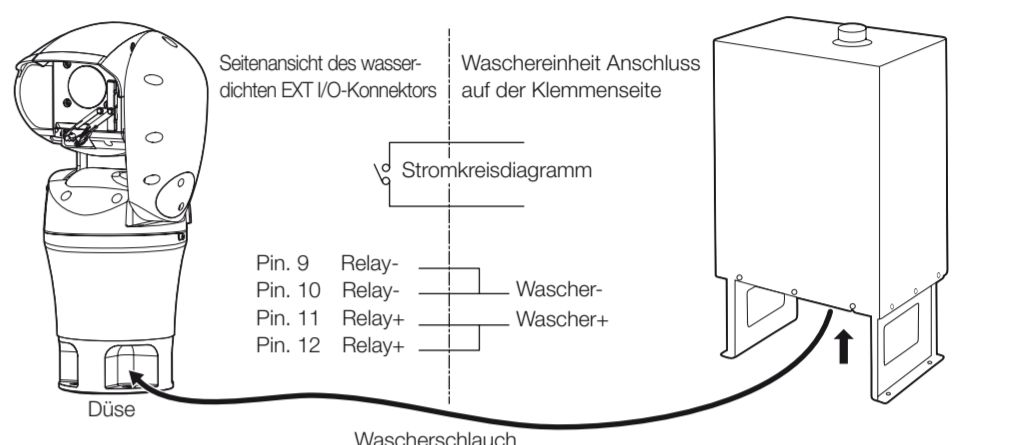 Seitenansicht des wasser-
dichten EXT I/O-Konnektors
Waschereinheit Anschluss
auf der Klemmenseite
Stromkreisdiagramm
Pin. 9 Relay-
Pin. 10 Relay- Wascher-
Pin. 11 Relay+ Wascher+
Pin. 12 Relay+
Düse
Wascherschlauch